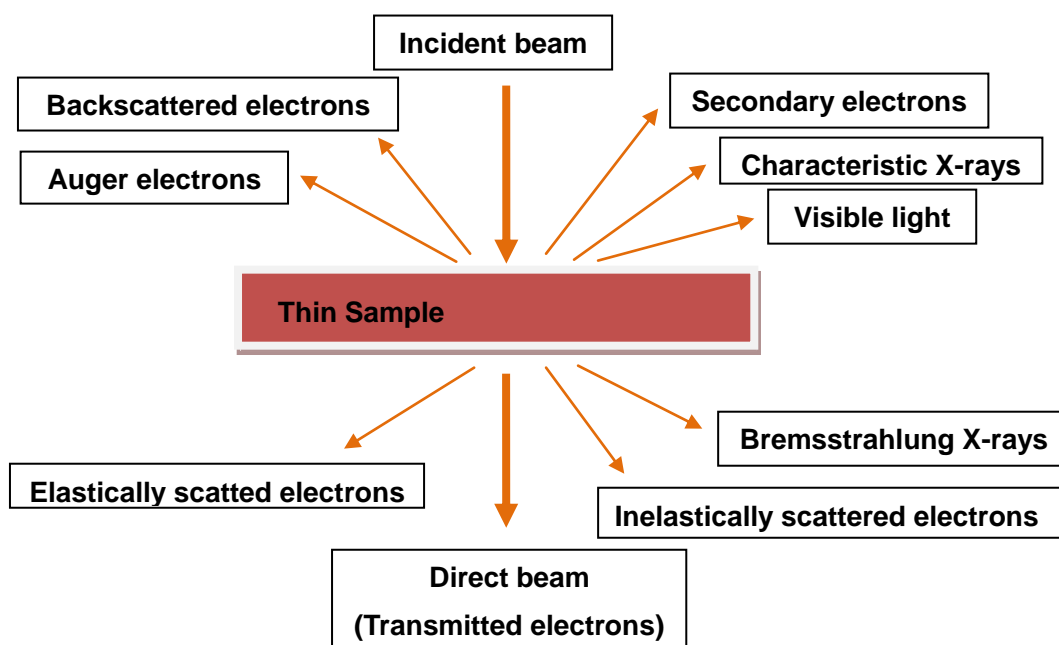 Incident beam
Backscattered electrons
Secondary electrons
Auger electrons
Characteristic X-rays
Visible light
Thin Sample
Bremsstrahlung X-rays
Elastically scatted electrons
Inelastically scattered electrons
Direct beam
(Transmitted electrons)